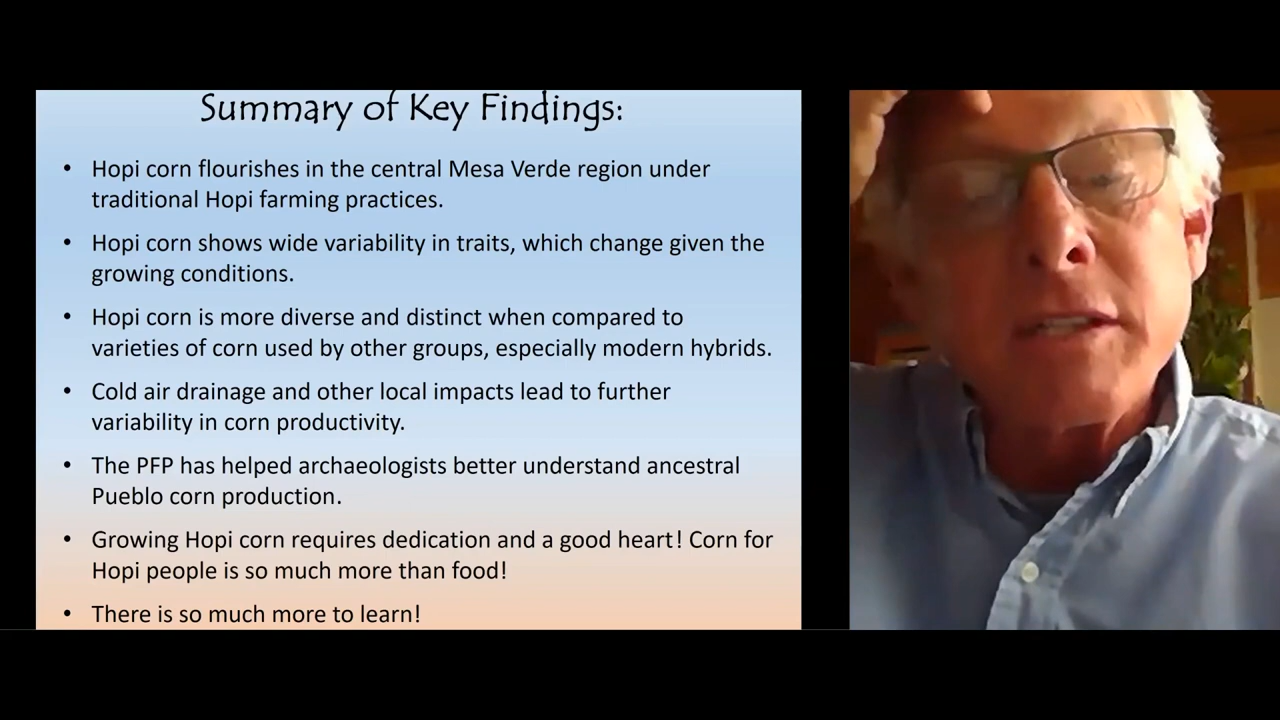 Summary of Key Findings:
• Hopi corn flourishes in the central Mesa Verde region under
traditional Hopi farming practices.
• Hopi corn shows wide variability in traits, which change given the
growing conditions.
• Hopi corn is more diverse and distinct when compared to
varieties of corn used by other groups, especially modern hybrids.
• Cold air drainage and other local impacts lead to further
variability in corn productivity.
• The PFP has helped archaeologists better understand ancestral
Pueblo corn production.
• Growing Hopi corn requires dedication and a good heart! Corn for
Hopi people is so much more than food!
• There is so much more to learn!